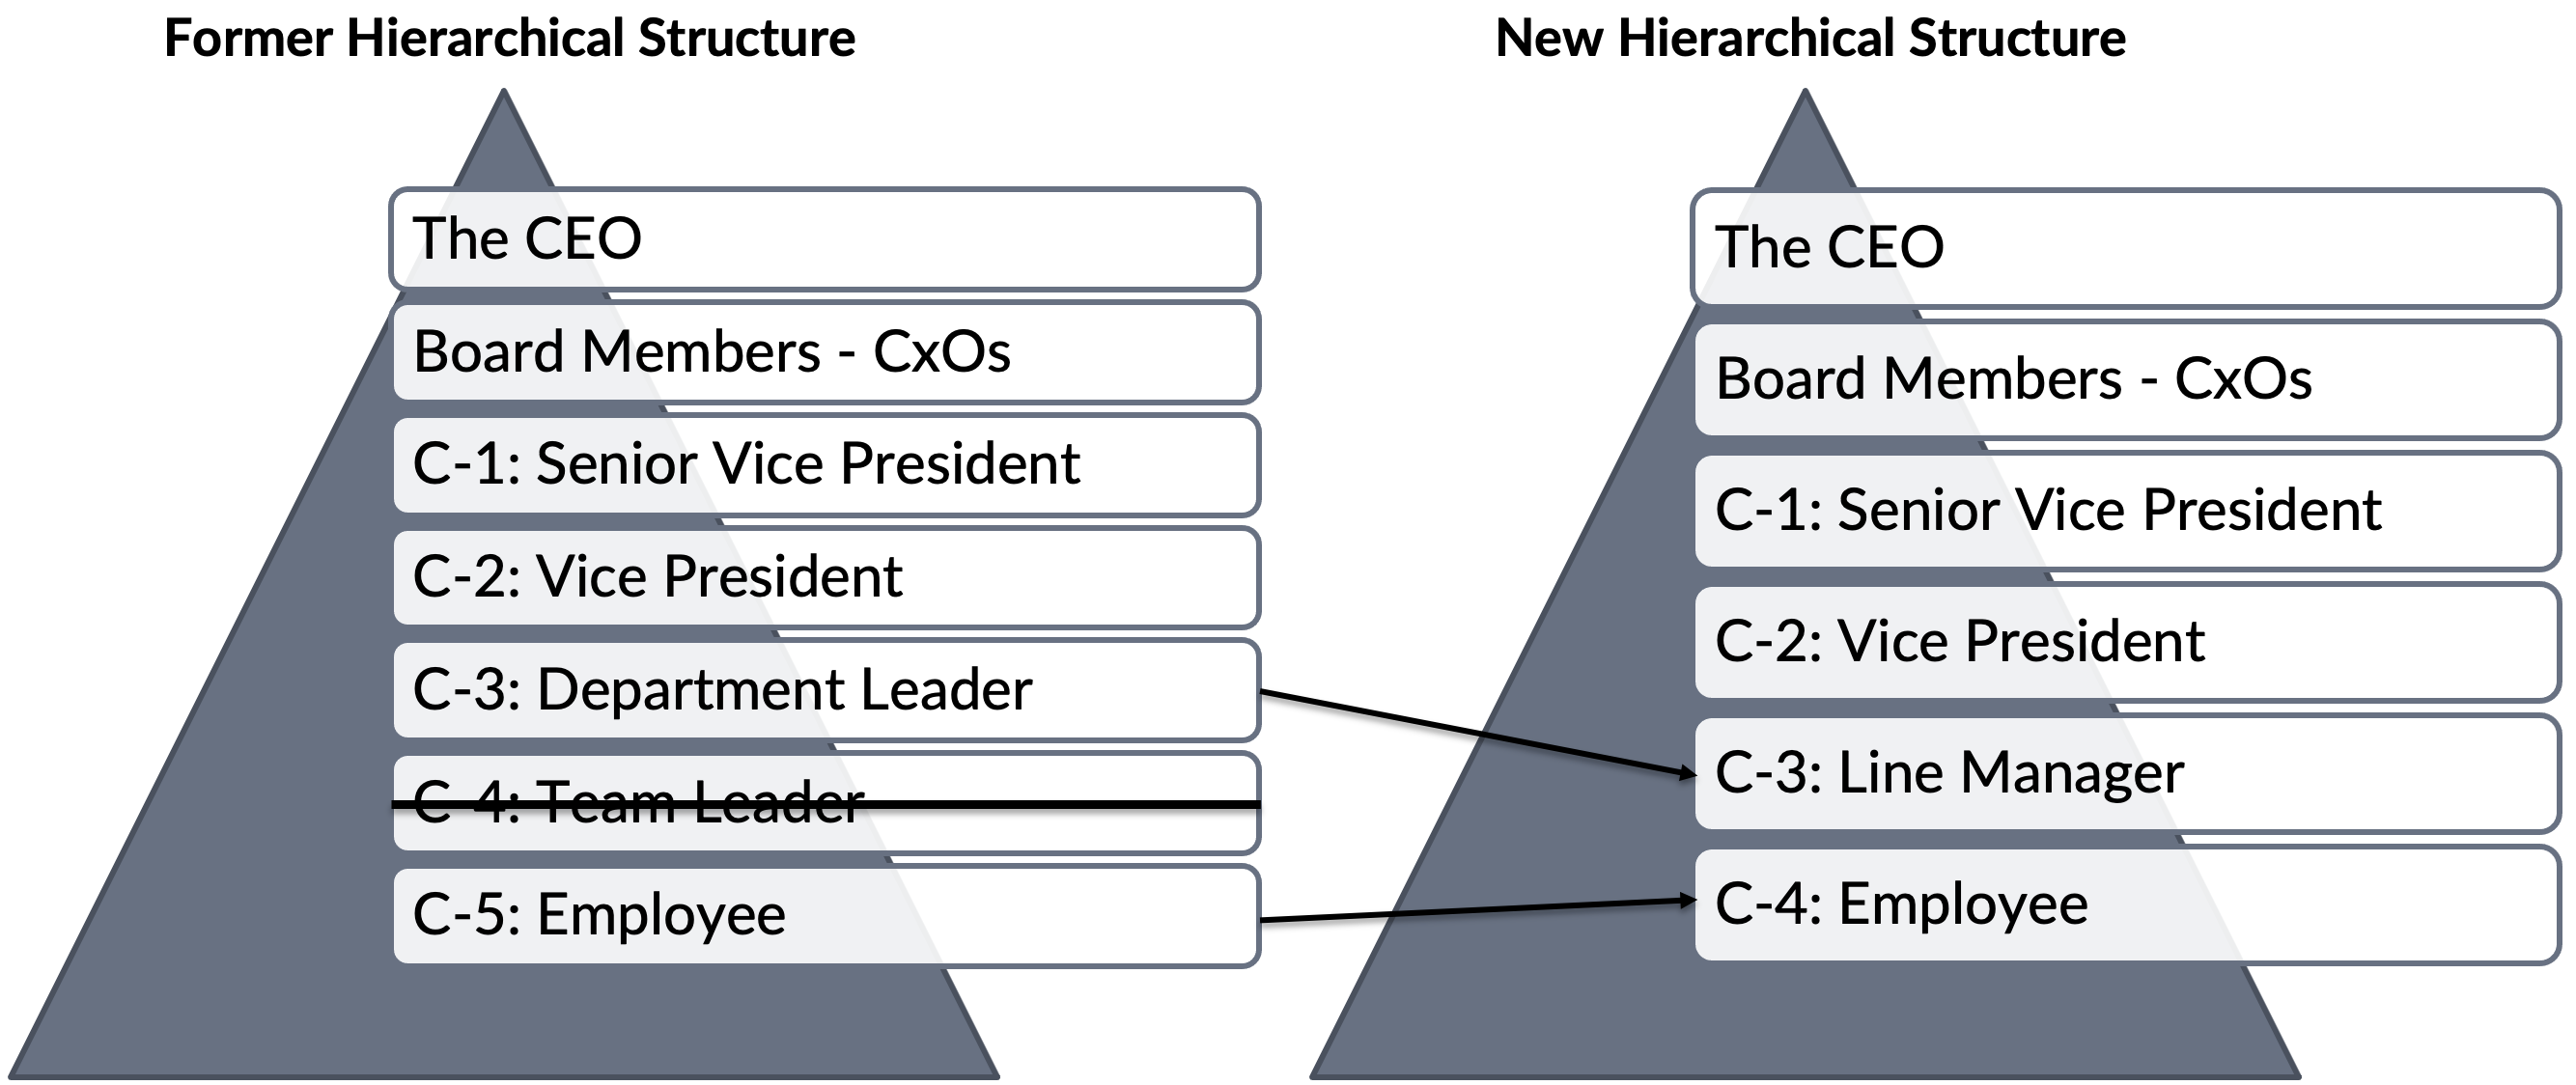 Former Hierarchical Structure
The CEO
Board Members - CxOs
C-1: Senior Vice President
C-2: Vice President
C-3: Department Leader
C-4: Team Leader
C-5: Employee
New Hierarchical Structure
The CEO
Board Members - CxOs
C-1: Senior Vice President
C-2: Vice President
C-3: Line Manager
C-4: Employee